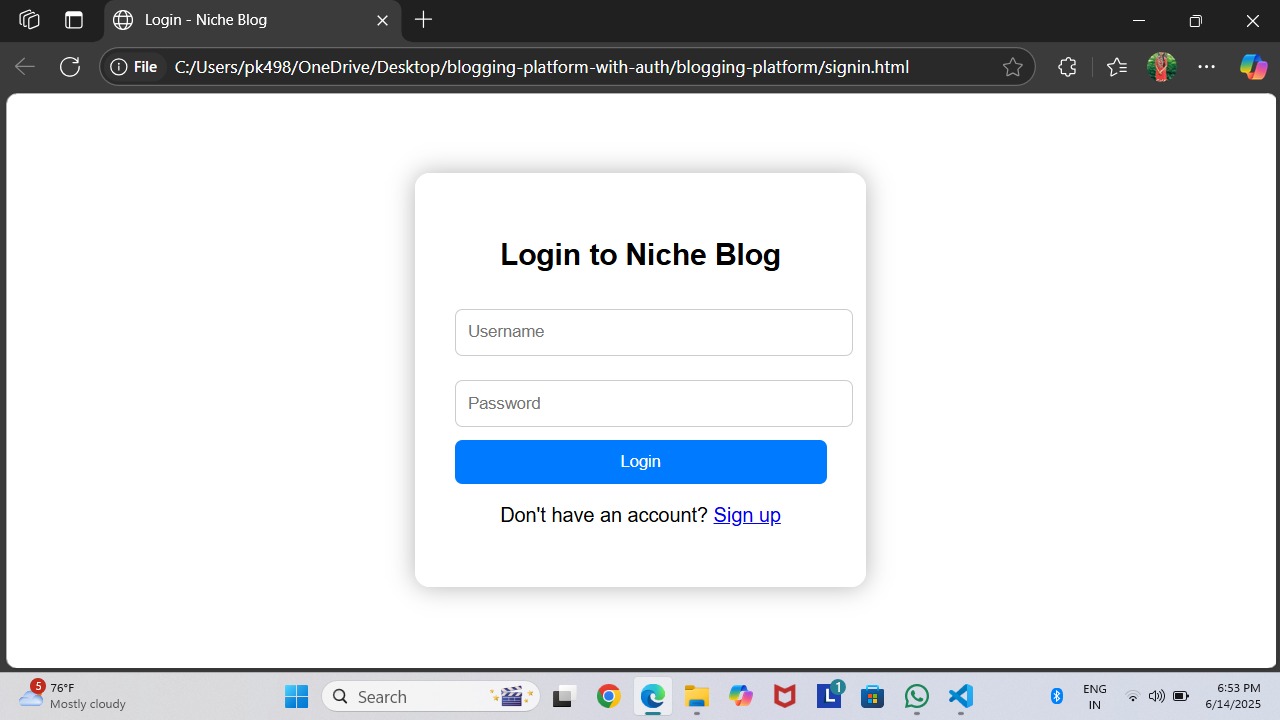 Login - Niche Blog
File C:/Users/pk498/OneDrive/Desktop/blogging-platform-with-auth/blogging-platform/signin.html
Login to Niche Blog
Username
Password
Login
Don't have an account? Sign up
5 76°F
Mostly cloudy
Search
L 1
ENG
IN
6:53 PM
6/14/2025